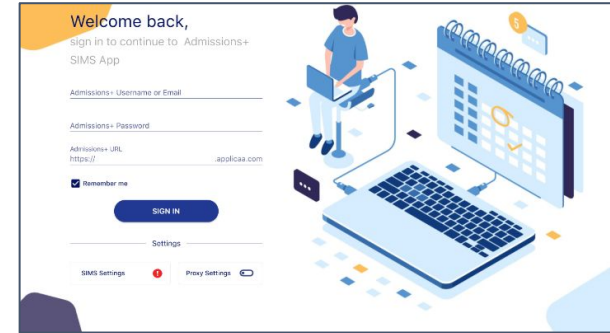 Welcome back,
sign in to continue to Admissions+
SIMS App
Admissions+ Username or Email
Admissions+ Password
Admissions+ URL
https:// .applicaa.com
Remember me
SIGN IN
Settings
SIMS Settings ! Proxy Settings
5